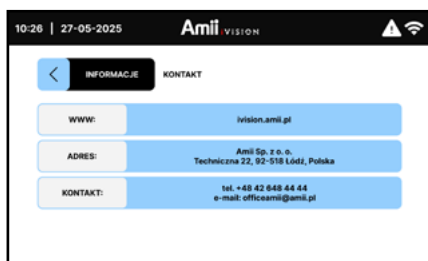 10:26 | 27-05-2025 Amii.VISION
INFORMACJE KONTAKT
WWW: ivision.amii.pl
ADRES: Amii Sp. z o. o.
Techniczna 22, 92-518 Łódź, Polska
KONTAKT: tel. +48 42 648 44 44
e-mail: officeamii@amii.pl